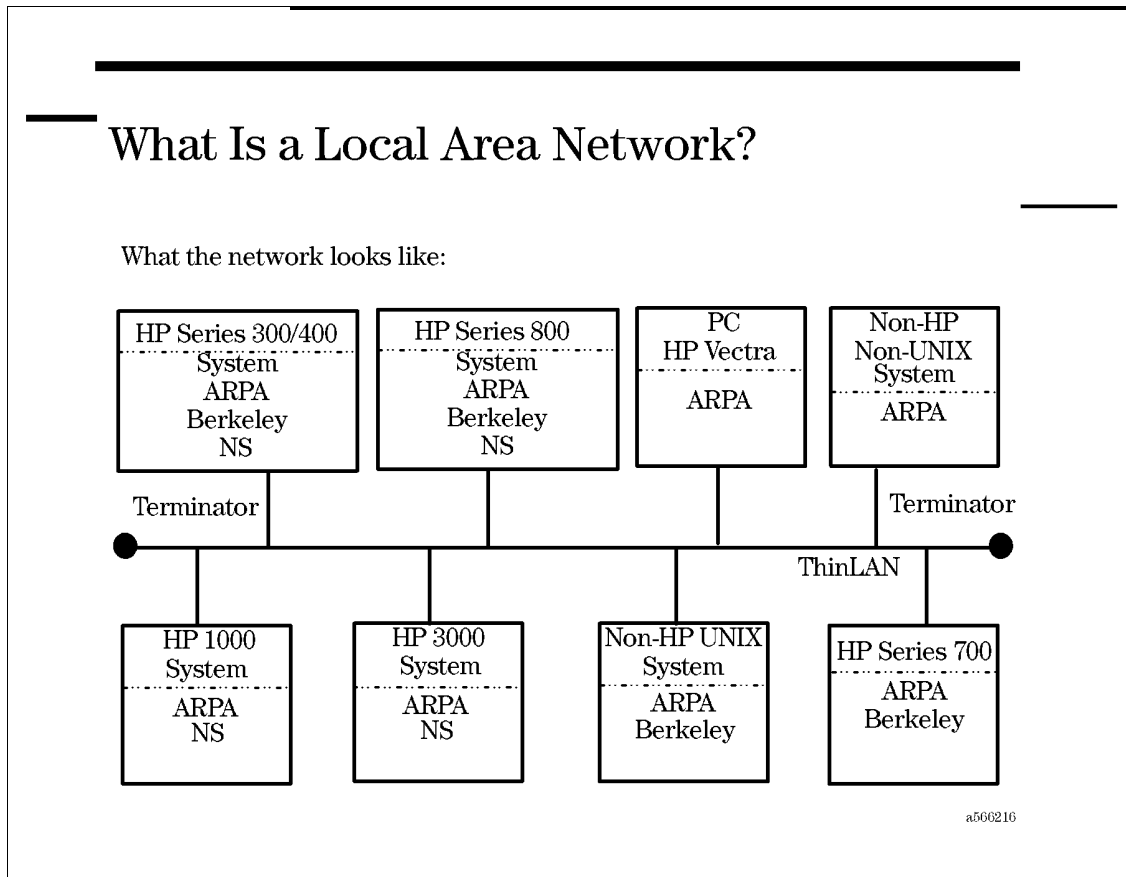 What Is a Local Area Network?
What the network looks like:
HP Series 300/400
System
ARPA
Berkeley
NS
HP Series 800
System
ARPA
Berkeley
NS
PC
HP Vectra
ARPA
Non-HP
Non-UNIX
System
ARPA
Terminator
Terminator
ThinLAN
HP 1000
System
ARPA
NS
HP 3000
System
ARPA
NS
Non-HP UNIX
System
ARPA
Berkeley
HP Series 700
ARPA
Berkeley
a566216